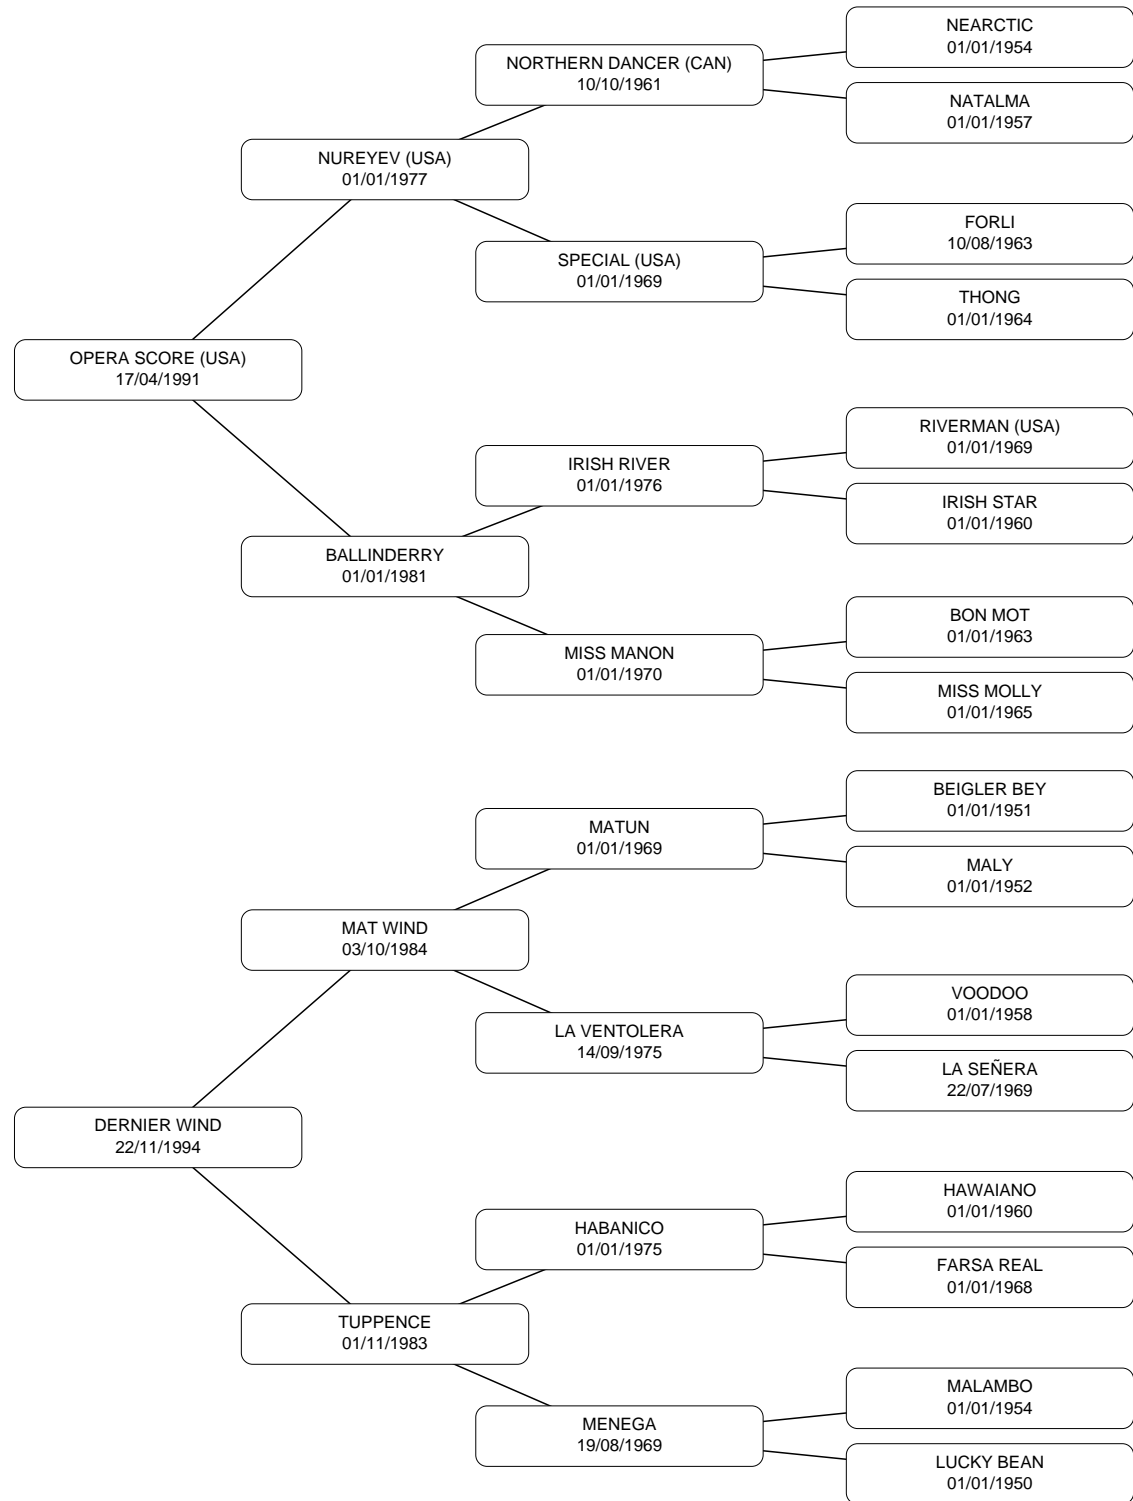 NEARCTIC
01/01/1954
NORTHERN DANCER (CAN)
10/10/1961
NATALMA
01/01/1957
NUREYEV (USA)
01/01/1977
FORLI
10/08/1963
SPECIAL (USA)
01/01/1969
THONG
01/01/1964
OPERA SCORE (USA)
17/04/1991
RIVERMAN (USA)
01/01/1969
IRISH RIVER
01/01/1976
IRISH STAR
01/01/1960
BALLINDERRY
01/01/1981
BON MOT
01/01/1963
MISS MANON
01/01/1970
MISS MOLLY
01/01/1965
BEIGLER BEY
01/01/1951
MATUN
01/01/1969
MALY
01/01/1952
MAT WIND
03/10/1984
VOODOO
01/01/1958
LA VENTOLERA
14/09/1975
LA SEÑERA
22/07/1969
DERNIER WIND
22/11/1994
HAWAIANO
01/01/1960
HABANICO
01/01/1975
FARSA REAL
01/01/1968
TUPPENCE
01/11/1983
MALAMBO
01/01/1954
MENEGA
19/08/1969
LUCKY BEAN
01/01/1950